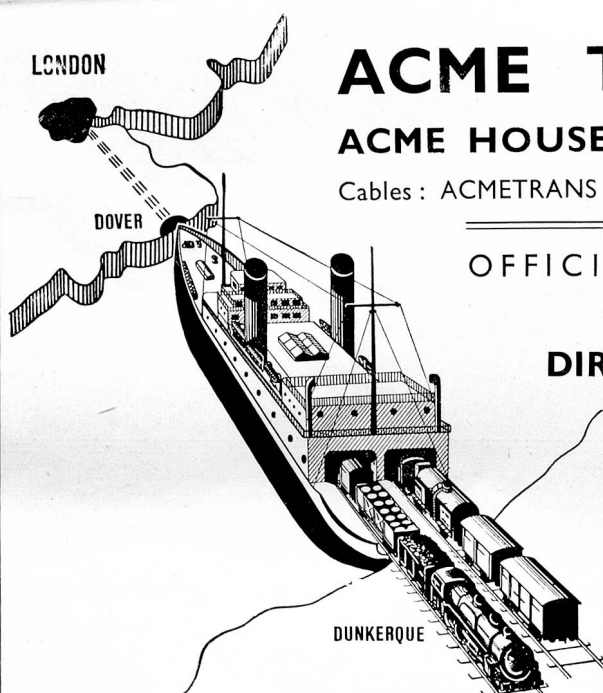 LONDON
ACME
ACME HOUSE
Cables: ACMETRANS
DOVER
OFFICI
DIR
DUNKERQUE